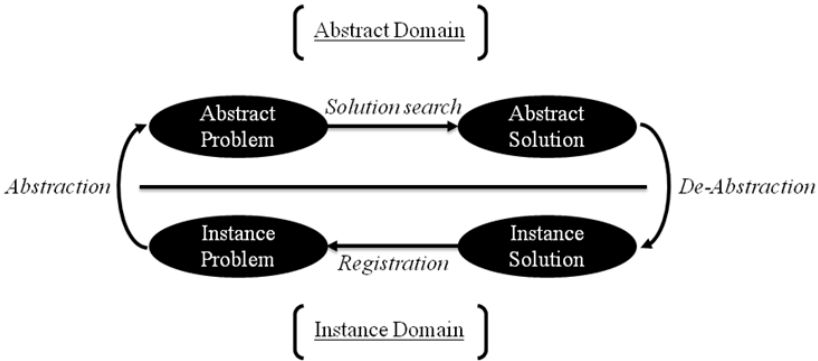 Abstract Domain
Abstract
Problem
Solution search
Abstract
Solution
Abstraction
De-Abstraction
Instance
Problem
Registration
Instance
Solution
Instance Domain